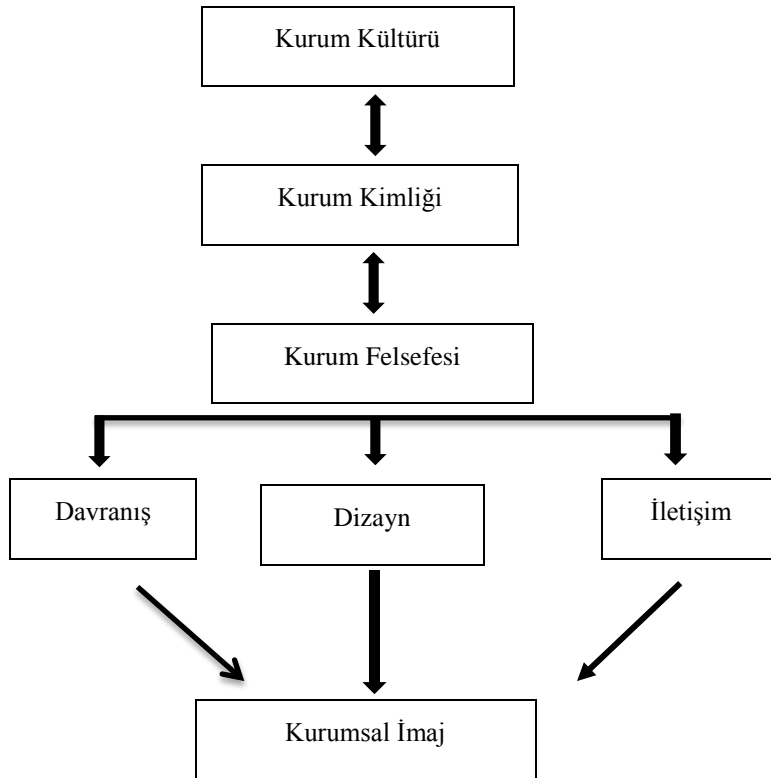 Kurum Kültürü
Kurum Kimliği
Kurum Felsefesi
Davranış
Dizayn
İletişim
Kurumsal İmaj